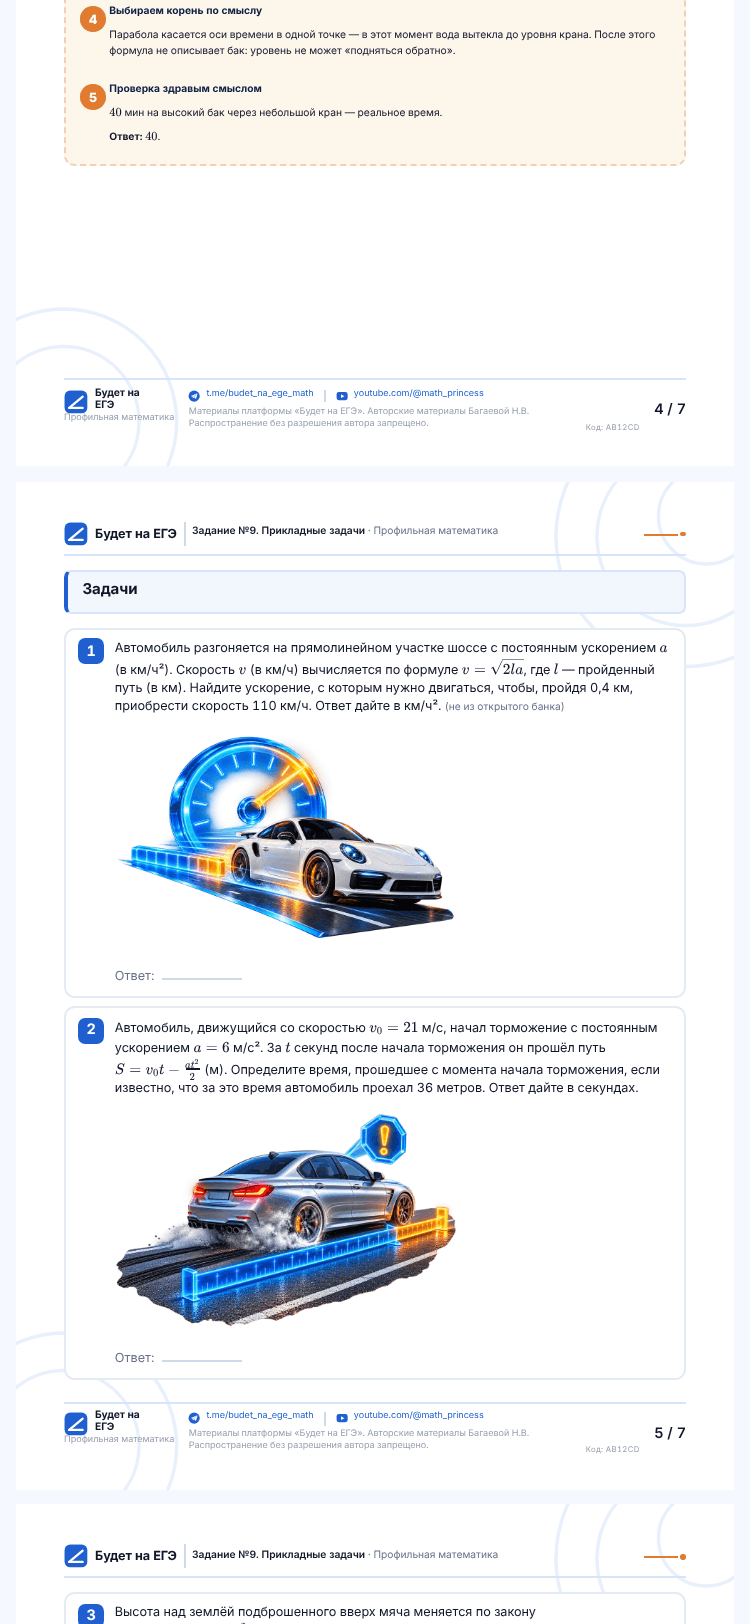 4
Выбираем корень по смыслу
Парабола касается оси времени в одной точке — в этот момент вода вытекла до уровня крана. После этого
формула не описывает бак: уровень не может «подняться обратно».
5
Проверка здравым смыслом
40 мин на высокий бак через небольшой кран — реальное время.
Ответ: 40.
Будет на
ЕГЭ
Профильная математика
t.me/budet_na_ege_math | youtube.com/@math_princess
Материалы платформы «Будет на ЕГЭ». Авторские материалы Багаевой Н.В.
Распространение без разрешения автора запрещено.
Код: AB12CD
4 / 7
Будет на ЕГЭ | Задание №9. Прикладные задачи · Профильная математика
Задачи
1
Автомобиль разгоняется на прямолинейном участке шоссе с постоянным ускорением a
(в км/ч²). Скорость v (в км/ч) вычисляется по формуле v = √2la, где l — пройденный
путь (в км). Найдите ускорение, с которым нужно двигаться, чтобы, пройдя 0,4 км,
приобрести скорость 110 км/ч. Ответ дайте в км/ч². (не из открытого банка)
Ответ:
2
Автомобиль, движущийся со скоростью v₀ = 21 м/с, начал торможение с постоянным
ускорением a = 6 м/с². За t секунд после начала торможения он прошёл путь
S = v₀t − at²/2 (м). Определите время, прошедшее с момента начала торможения, если
известно, что за это время автомобиль проехал 36 метров. Ответ дайте в секундах.
!
Ответ:
Будет на
ЕГЭ
Профильная математика
t.me/budet_na_ege_math | youtube.com/@math_princess
Материалы платформы «Будет на ЕГЭ». Авторские материалы Багаевой Н.В.
Распространение без разрешения автора запрещено.
Код: AB12CD
5 / 7
Будет на ЕГЭ | Задание №9. Прикладные задачи · Профильная математика
3
Высота над землёй подброшенного вверх мяча меняется по закону